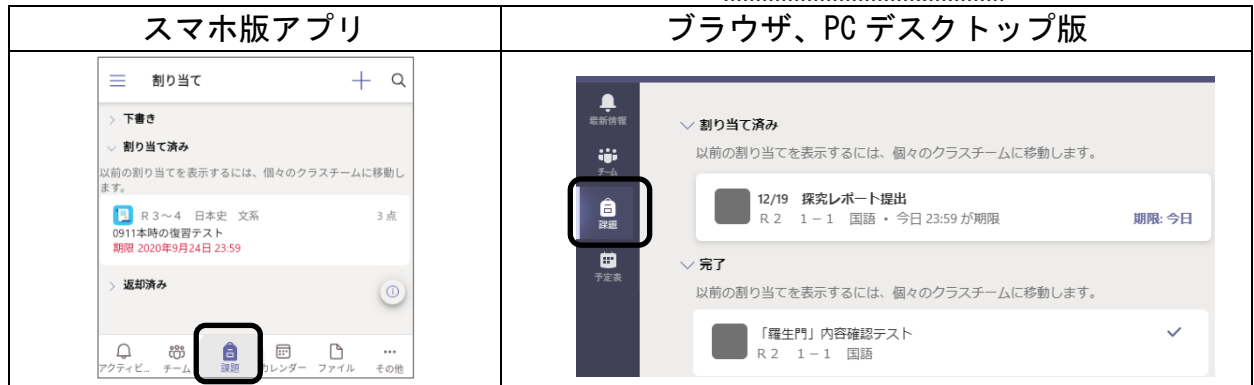 スマホ版アプリ
ブラウザ、PCデスクトップ版
割り当て
下書き
割り当て済み
以前の割り当てを表示するには、個々のクラスチームに移動し
ます。
R3～4 日本史 文系 3 点
0911本時の復習テスト
期限 2020年9月24日 23:59
返却済み
アクティビ... チーム 課題 カレンダー ファイル その他
最新情報
チーム
課題
予定表
割り当て済み
以前の割り当てを表示するには、個々のクラスチームに移動します。
12/19 探究レポート提出
R2 1－1 国語・今日 23:59 が期限 期限: 今日
完了
以前の割り当てを表示するには、個々のクラスチームに移動します。
「羅生門」内容確認テスト
R2 1－1 国語